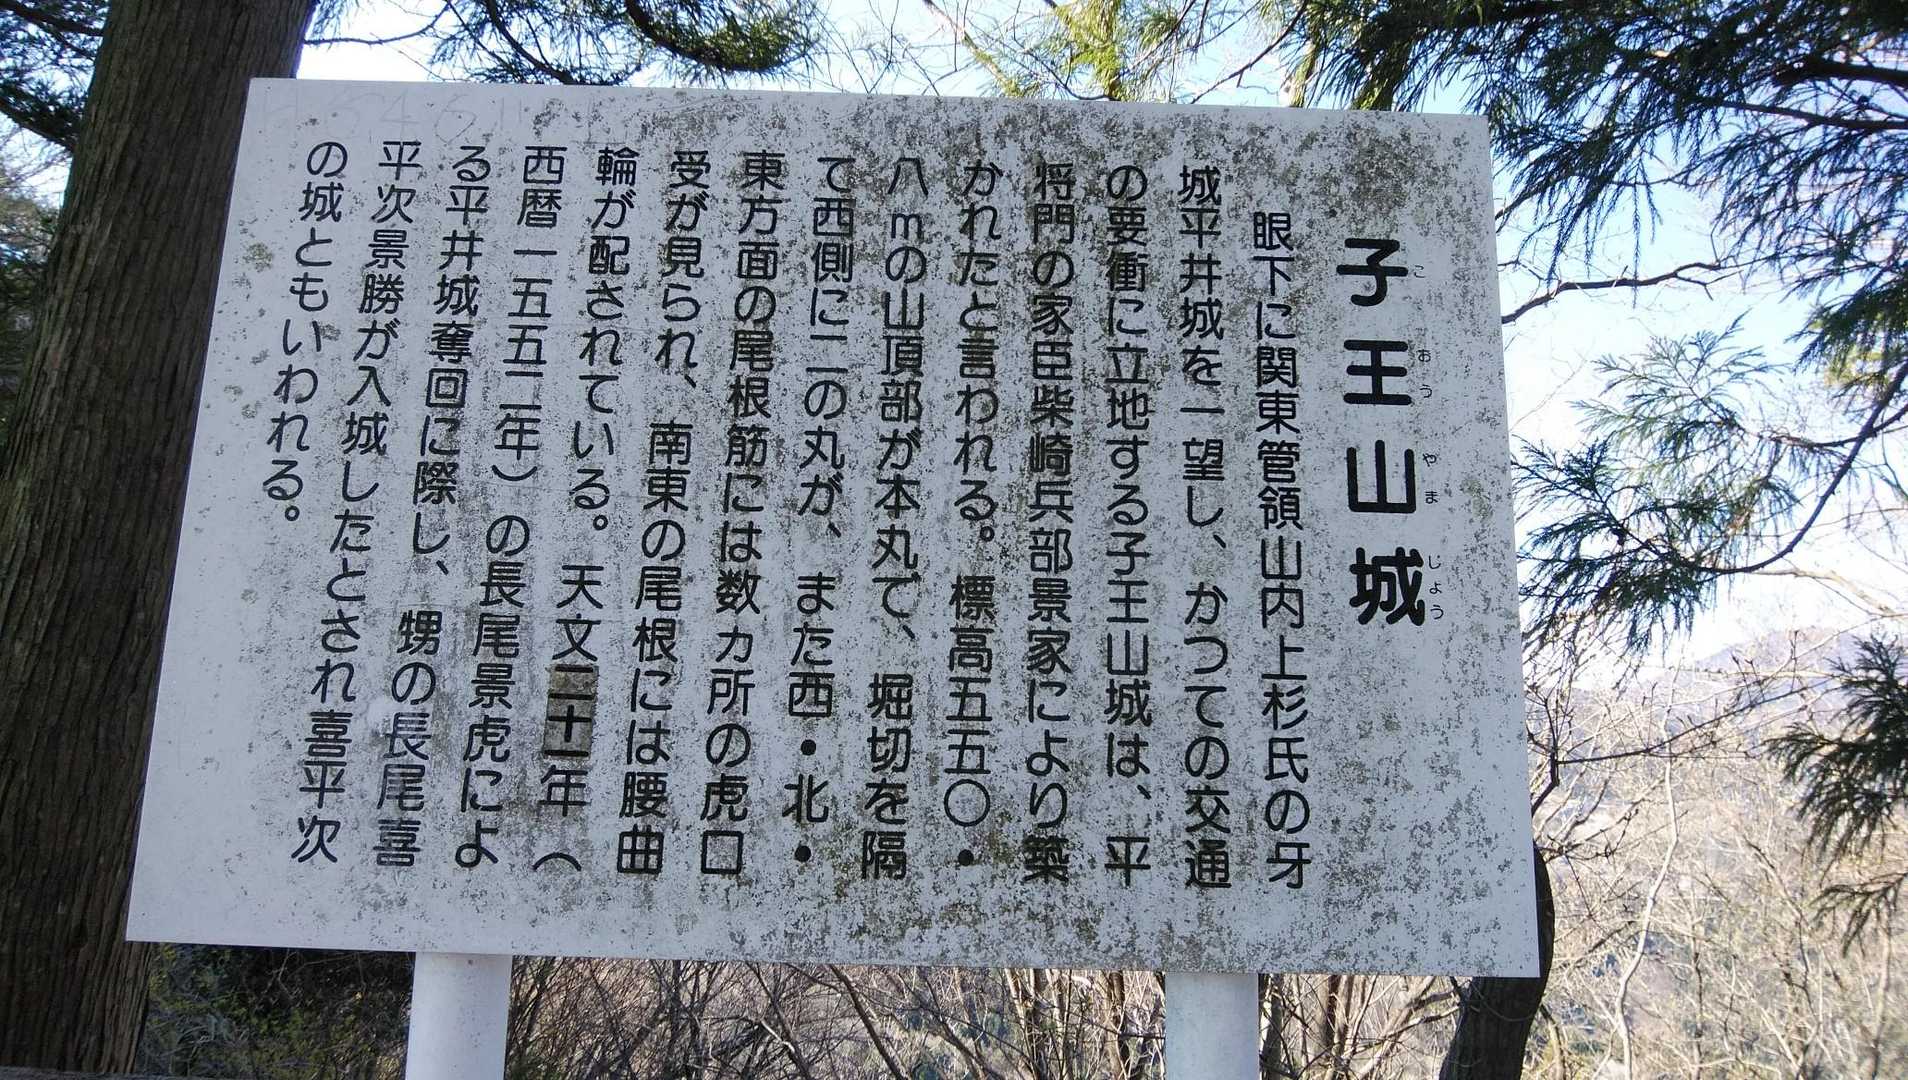 子王山城
こ おう やま じょう
眼下に関東管領山内上杉氏の牙
城平井城を一望し、かつての交通
の要衝に立地する子王山城は、平
将門の家臣柴崎兵部景家により築
かれたと言われる。標高五五〇・
八mの山頂部が本丸で、堀切を隔
て西側に二の丸が、また西・北・
東方面の尾根筋には数ヵ所の虎口
受が見られ、南東の尾根には腰曲
輪が配されている。天文二十一年（
西暦一五五二年）の長尾景虎によ
る平井城奪回に際し、甥の長尾喜
平次景勝が入城したとされ喜平次
の城ともいわれる。